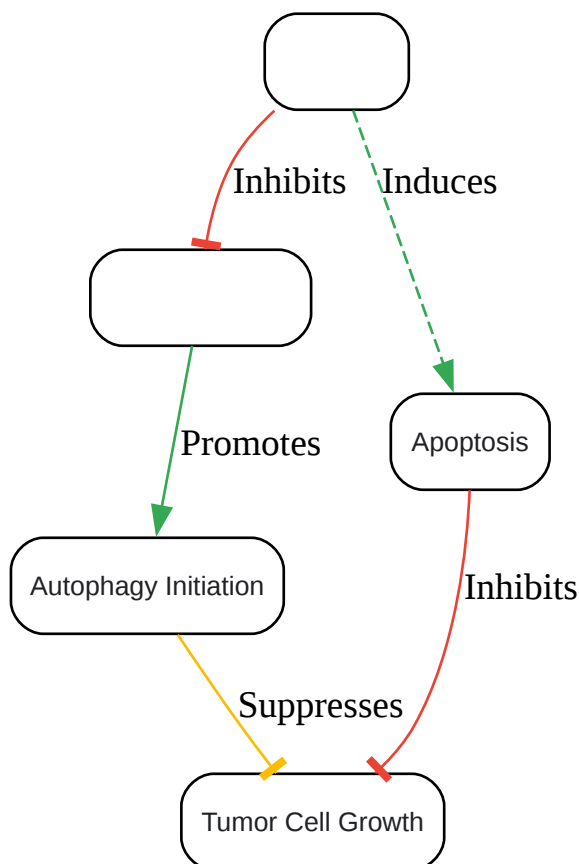 Inhibits
Induces
Apoptosis
Promotes
Autophagy Initiation
Inhibits
Suppresses
Tumor Cell Growth